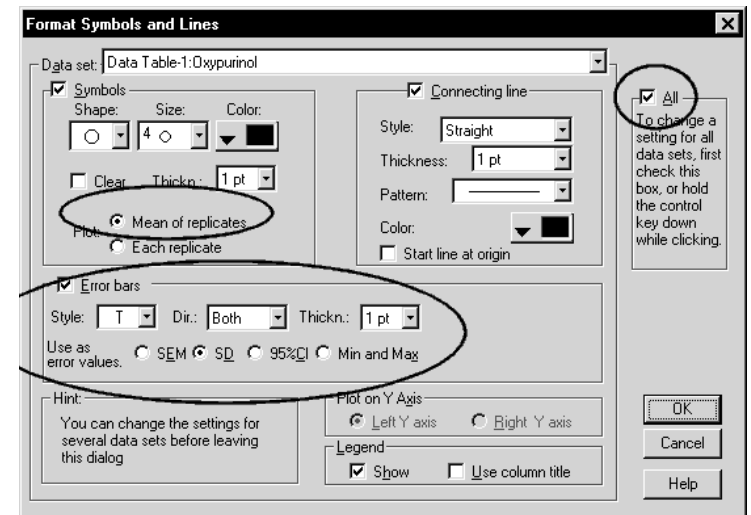 Format Symbols and Lines
Data set: Data Table-1:Oxypurinol
Symbols
Shape: Size: Color:
4
Clear Thickn.: 1 pt
Plot: Mean of replicates
Each replicate
Connecting line
Style: Straight
Thickness: 1 pt
Pattern:
Color:
Start line at origin
All
To change a
setting for all
data sets, first
check this
box, or hold
the control
key down
while clicking.
Error bars
Style: T Dir.: Both Thickn.: 1 pt
Use as
error values. SEM SD 95%CI Min and Max
Hint:
You can change the settings for
several data sets before leaving
this dialog
Plot on Y Axis
Left Y axis Right Y axis
Legend
Show Use column title
OK
Cancel
Help